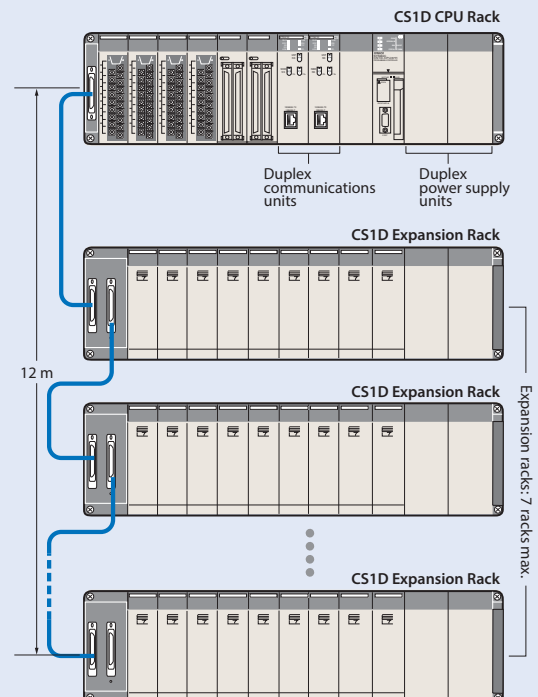 CS1D CPU Rack
Duplex
communications
units
Duplex
power supply
units
CS1D Expansion Rack
12 m
CS1D Expansion Rack
Expansion racks: 7 racks max.
CS1D Expansion Rack